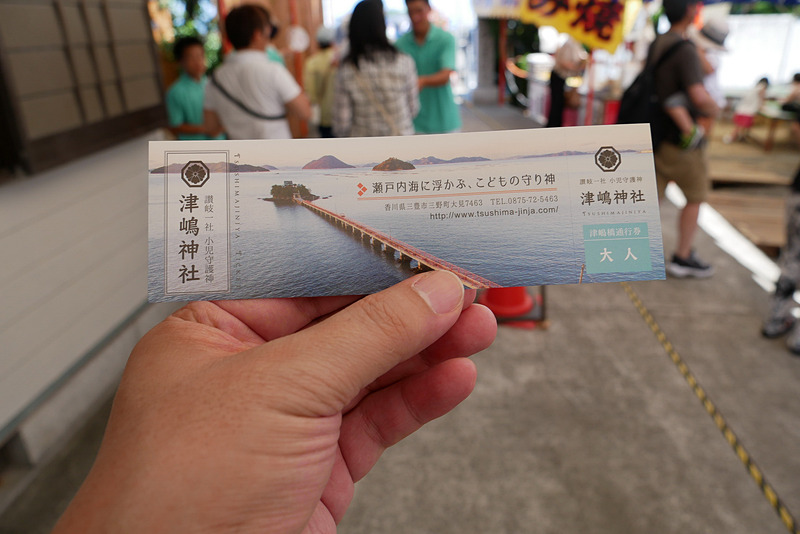 津嶋神社
讃岐一社 小児守護神
TSUSHIMAJINJYA
瀬戸内海に浮かぶ、こどもの守り神
香川県三豊市三野町大見7463 TEL.0875-72-5463
http://www.tsushima-jinja.com/
讃岐一社 小児守護神
津嶋神社
TSUSHIMAJINJYA
津嶋橋通行券
大人
焼